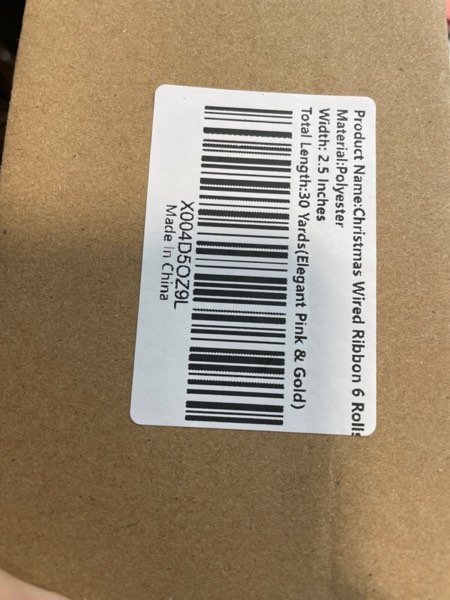 Product Name:Christmas Wired Ribbon 6 Rolls
Material:Polyester
Width: 2.5 Inches
Total Length:30 Yards(Elegant Pink & Gold)
X004D5OZ9L
Made in China